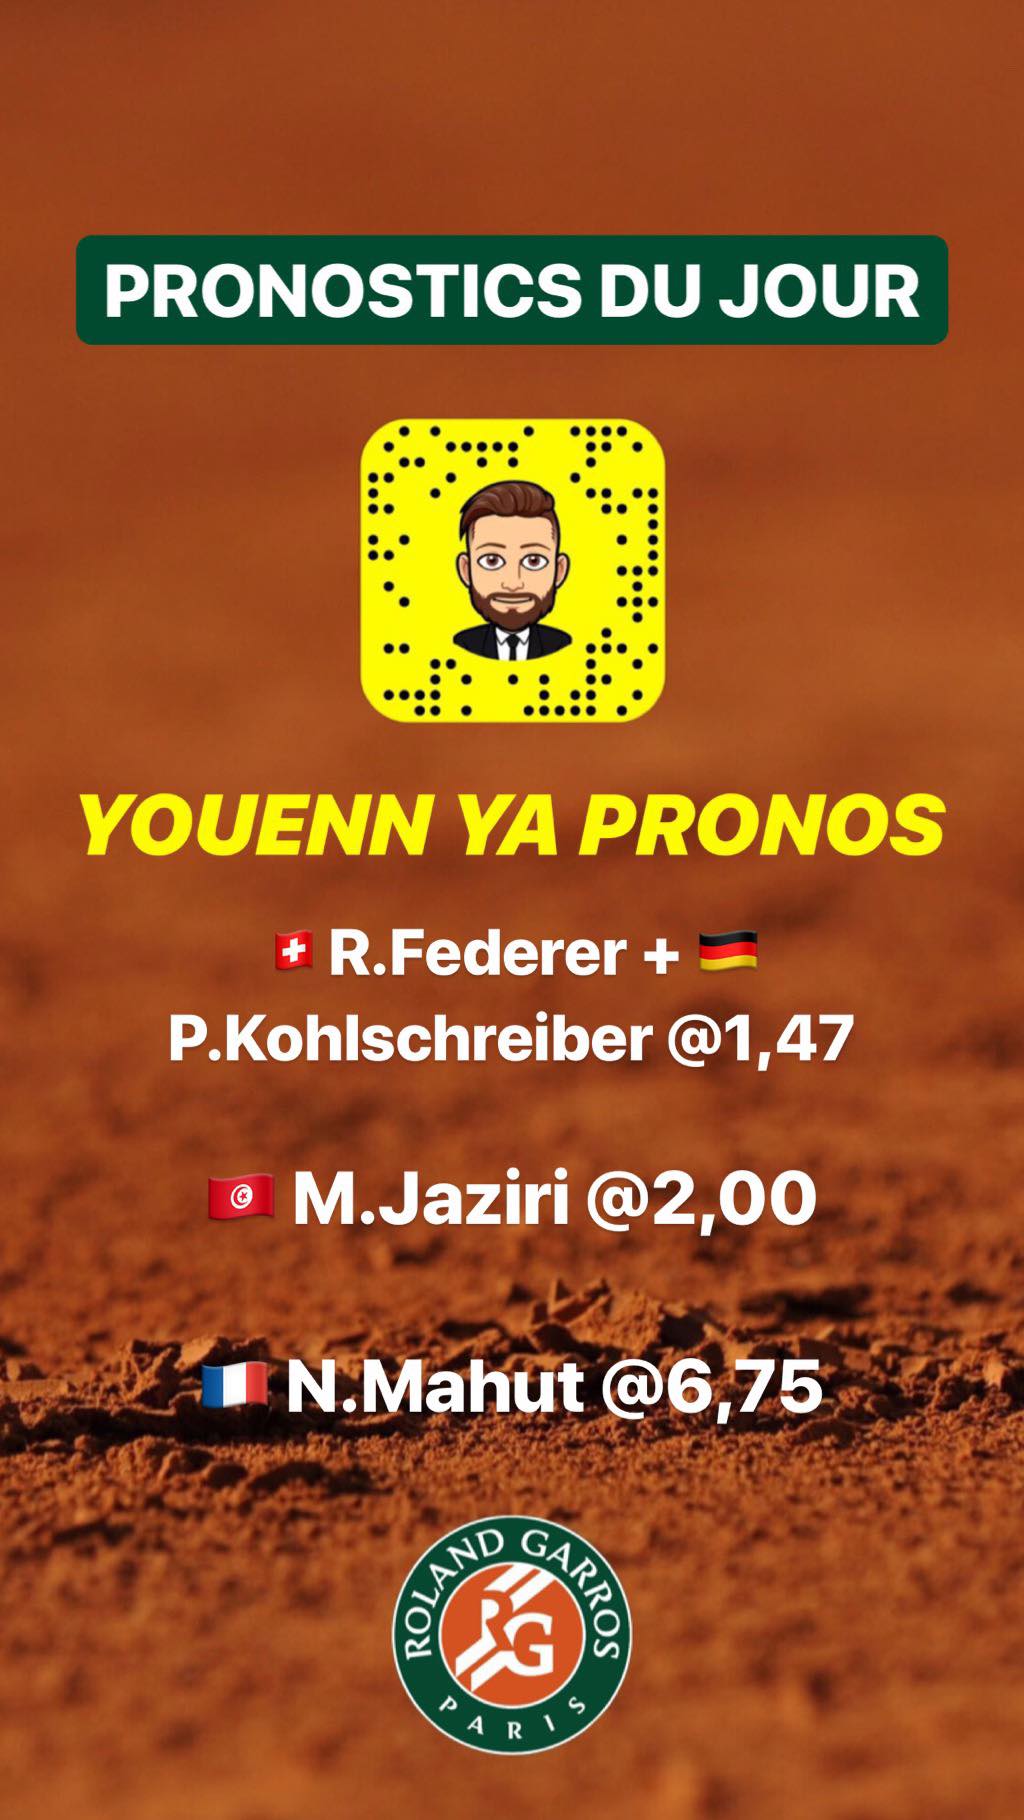 PRONOSTICS DU JOUR
YOUENN YA PRONOS
🇨🇭 R.Federer + 🇩🇪
P.Kohlschreiber @1,47
🇹🇳 M.Jaziri @2,00
🇫🇷 N.Mahut @6,75
ROLAND GARROS
RG
PARIS